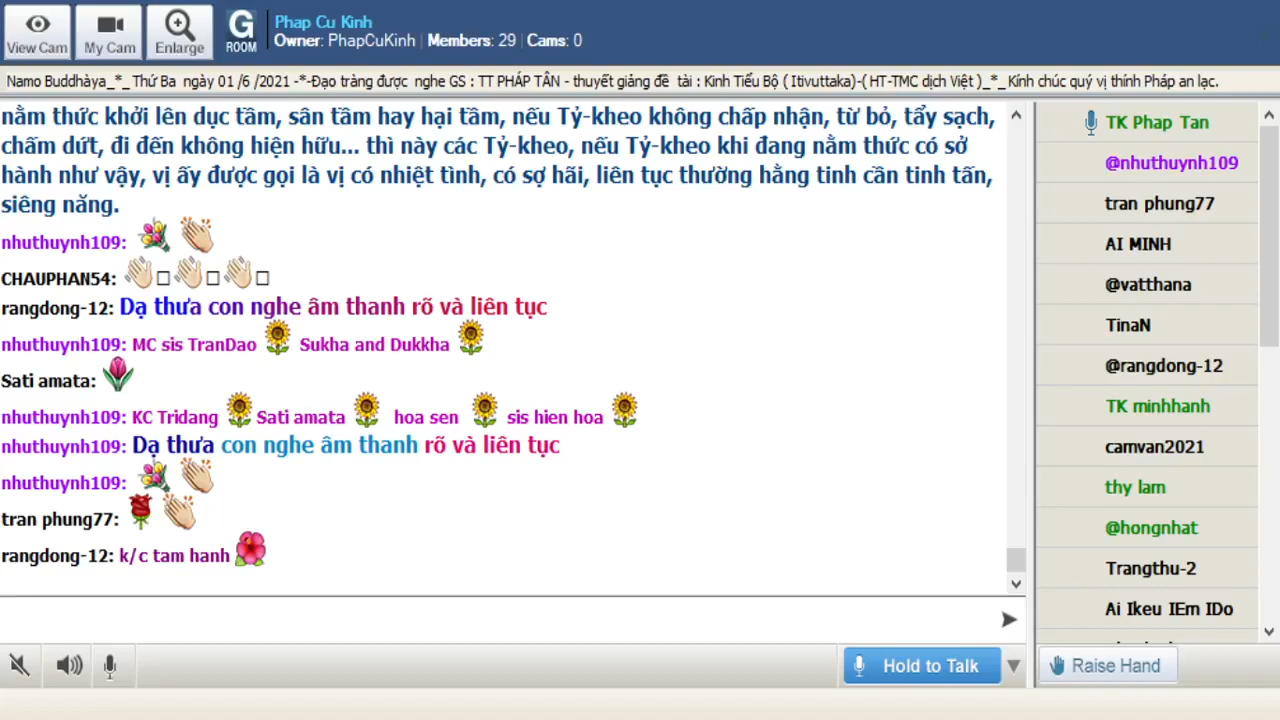 View Cam
My Cam
Enlarge
G
ROOM
Phap Cu Kinh
Owner: PhapCuKinh | Members: 29 | Cams: 0
Namo Buddhàya_*_Thứ Ba ngày 01 /6 /2021 -*-Đạo tràng được nghe GS : TT PHÁP TÂN - thuyết giảng đề tài : Kinh Tiểu Bộ ( Itivuttaka)-( HT-TMC dịch Việt )_*_Kính chúc quý vị thính Pháp an lạc.
nằm thức khởi lên dục tầm, sân tầm hay hại tầm, nếu Tỷ-kheo không chấp nhận, từ bỏ, tẩy sạch,
chấm dứt, đi đến không hiện hữu... thì này các Tỷ-kheo, nếu Tỷ-kheo khi đang nằm thức có sở
hành như vậy, vị ấy được gọi là vị có nhiệt tình, có sợ hãi, liên tục thường hằng tinh cần tinh tấn,
siêng năng.
nhuthuynh109:
CHAUPHAN54:
rangdong-12: Dạ thưa con nghe âm thanh rõ và liên tục
nhuthuynh109: MC sis TranDao Sukha and Dukkha
Sati amata:
nhuthuynh109: KC Tridang Sati amata hoa sen sis hien hoa
nhuthuynh109: Dạ thưa con nghe âm thanh rõ và liên tục
nhuthuynh109:
tran phung77:
rangdong-12: k/c tam hanh
TK Phap Tan
@nhuthuynh109
tran phung77
AI MINH
@vatthana
TinaN
@rangdong-12
TK minhhanh
camvan2021
thy lam
@hongnhat
Trangthu-2
Ai Ikeu IEm IDo
Hold to Talk
Raise Hand